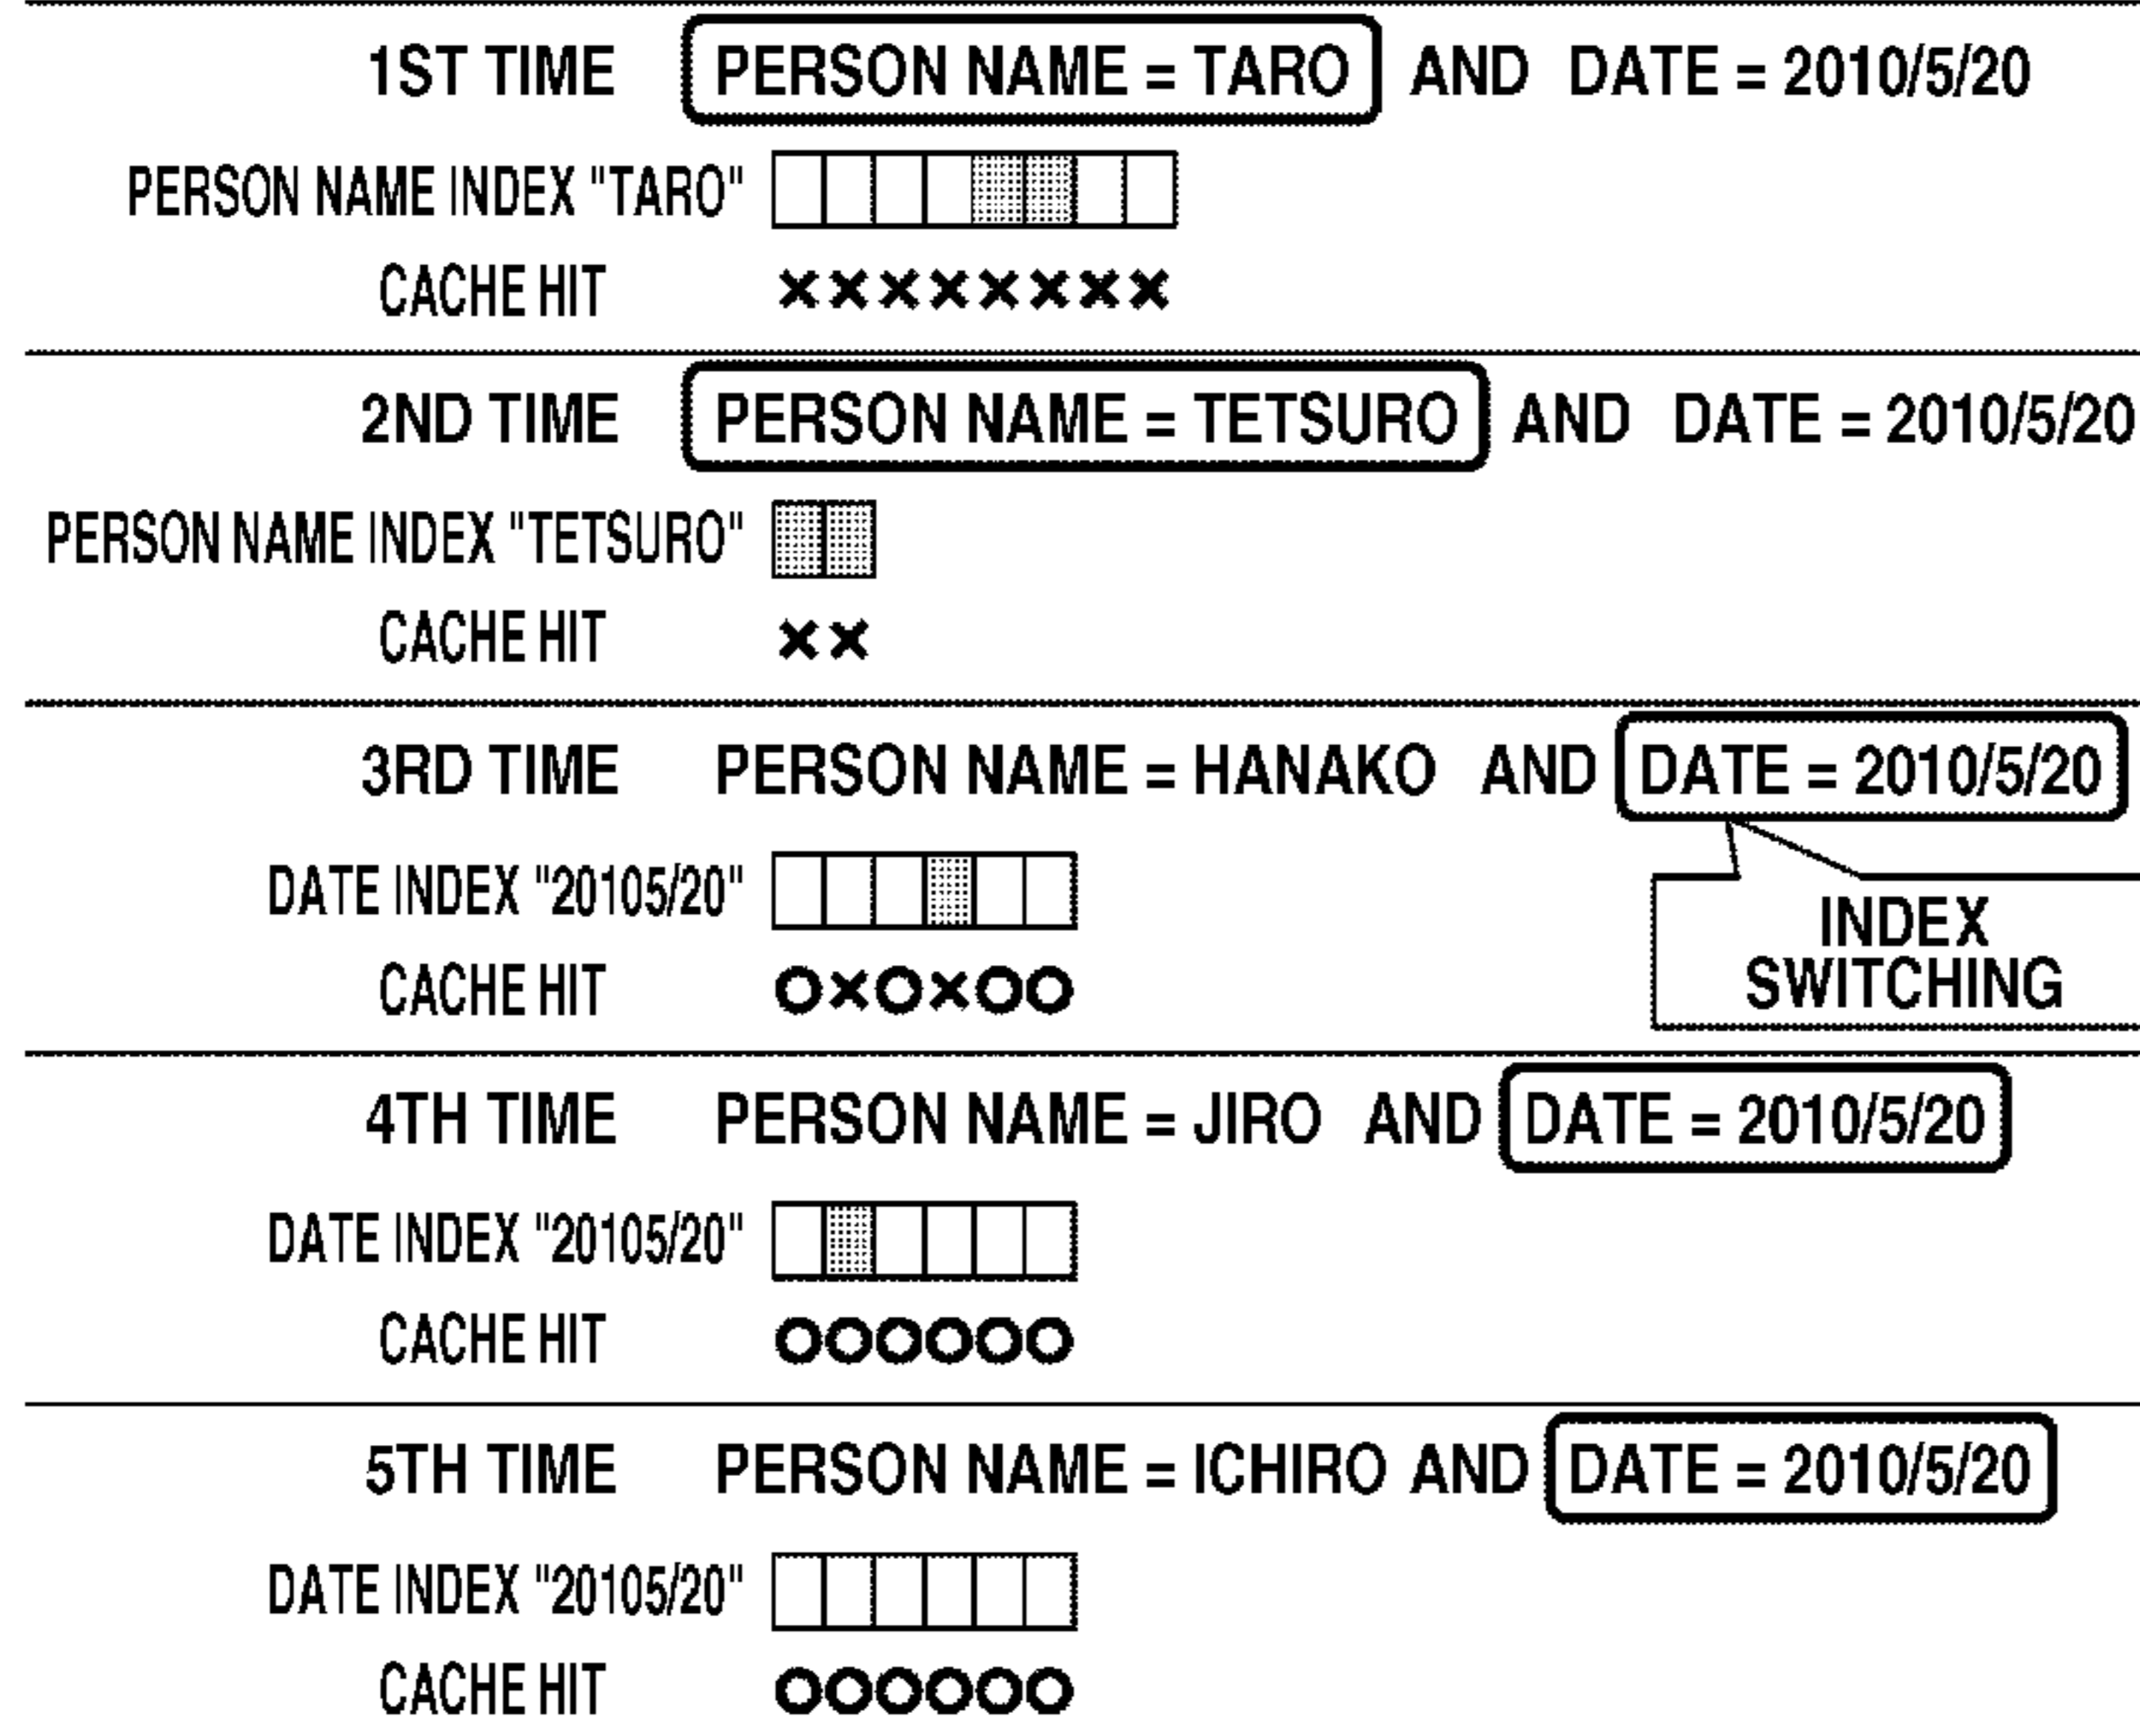 1ST TIME PERSON NAME = TARO AND DATE = 2010/5/20
PERSON NAME INDEX "TARO"
CACHE HIT ××××××××
2ND TIME PERSON NAME = TETSURO AND DATE = 2010/5/20
PERSON NAME INDEX "TETSURO"
CACHE HIT ××
3RD TIME PERSON NAME = HANAKO AND DATE = 2010/5/20
DATE INDEX "20105/20"
INDEX
SWITCHING
CACHE HIT O×O×OO
4TH TIME PERSON NAME = JIRO AND DATE = 2010/5/20
DATE INDEX "20105/20"
CACHE HIT OOOOOO
5TH TIME PERSON NAME = ICHIRO AND DATE = 2010/5/20
DATE INDEX "20105/20"
CACHE HIT OOOOOO